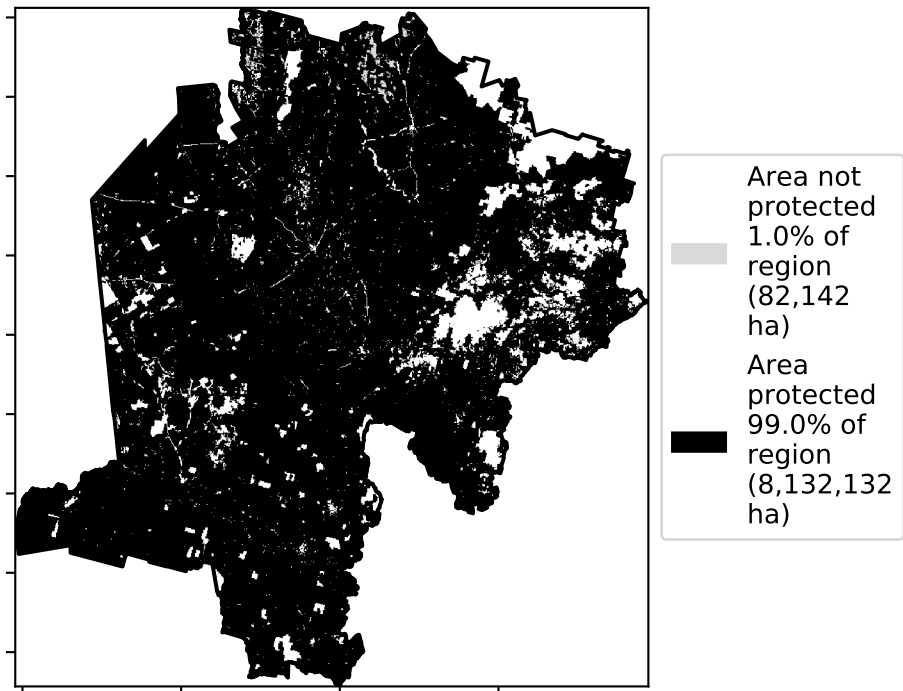 Area not
protected
1.0% of
region
(82,142
ha)
Area
protected
99.0% of
region
(8,132,132
ha)